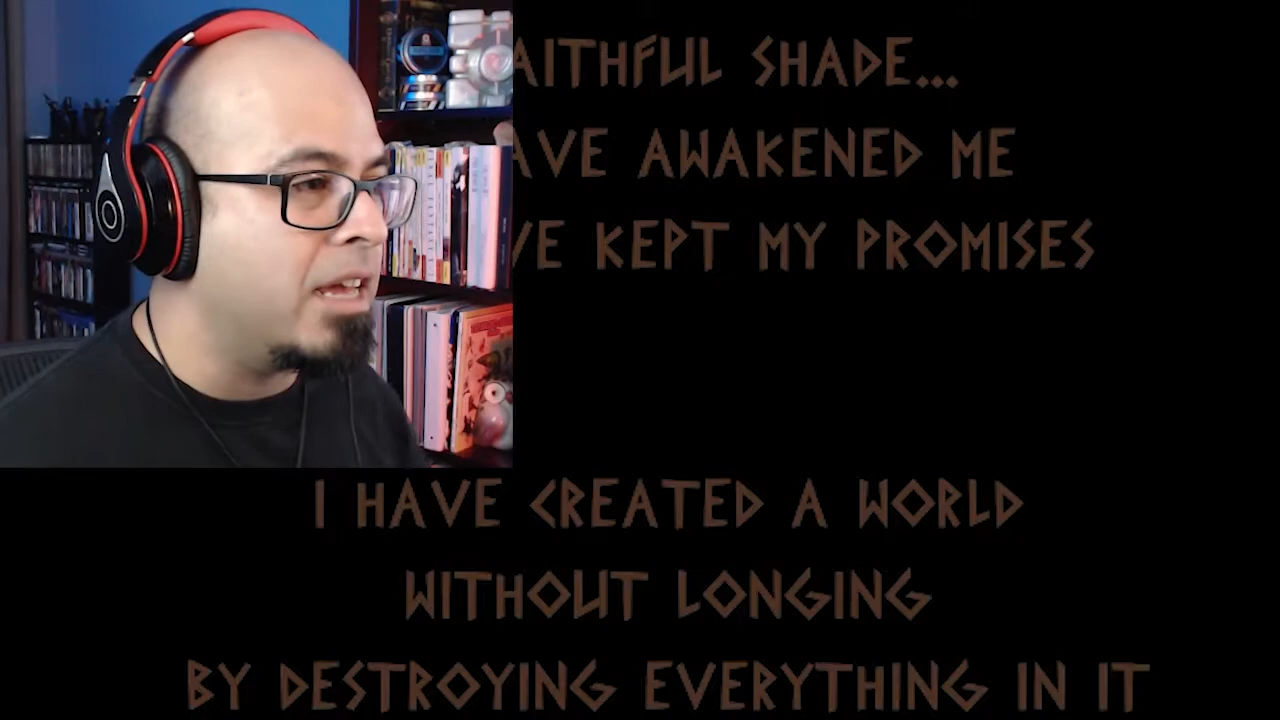 AITHFUL SHADE...
AVE AWAKENED ME
VE KEPT MY PROMISES
I HAVE CREATED A WORLD
WITHOUT LONGING
BY DESTROYING EVERYTHING IN IT